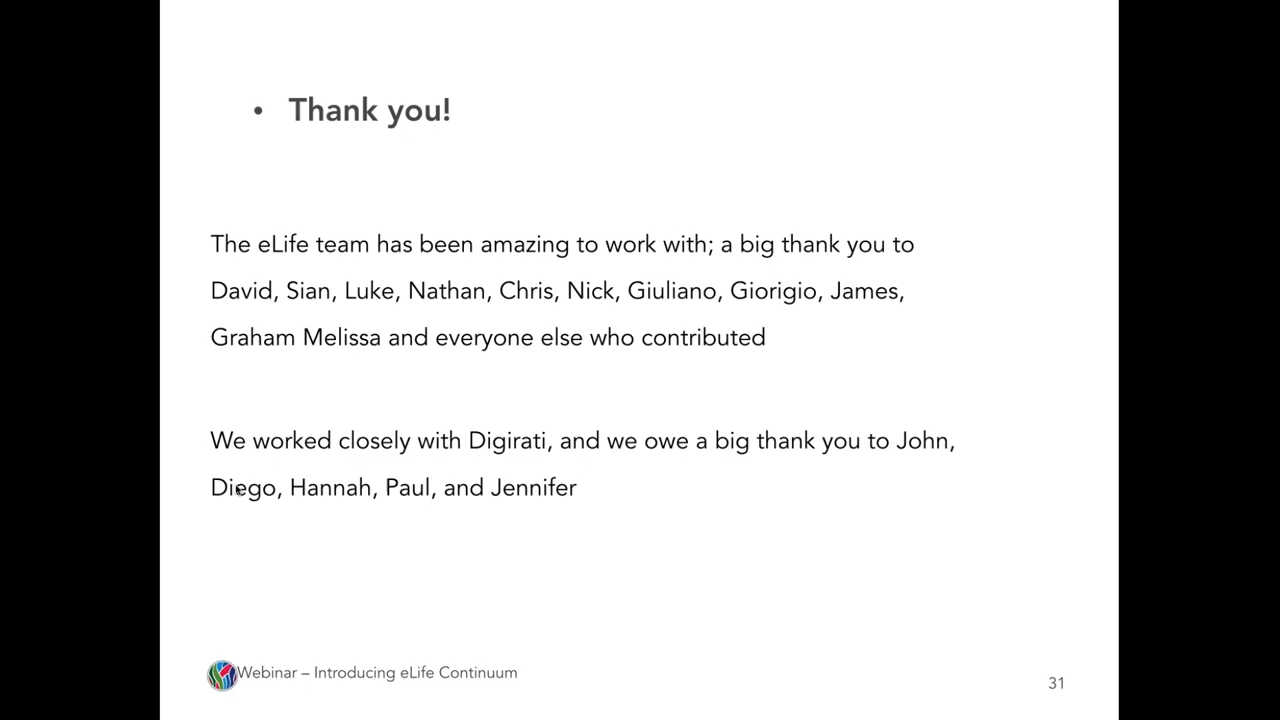 • Thank you!
The eLife team has been amazing to work with; a big thank you to
David, Sian, Luke, Nathan, Chris, Nick, Giuliano, Giorigio, James,
Graham Melissa and everyone else who contributed
We worked closely with Digirati, and we owe a big thank you to John,
Diego, Hannah, Paul, and Jennifer
Webinar – Introducing eLife Continuum
31